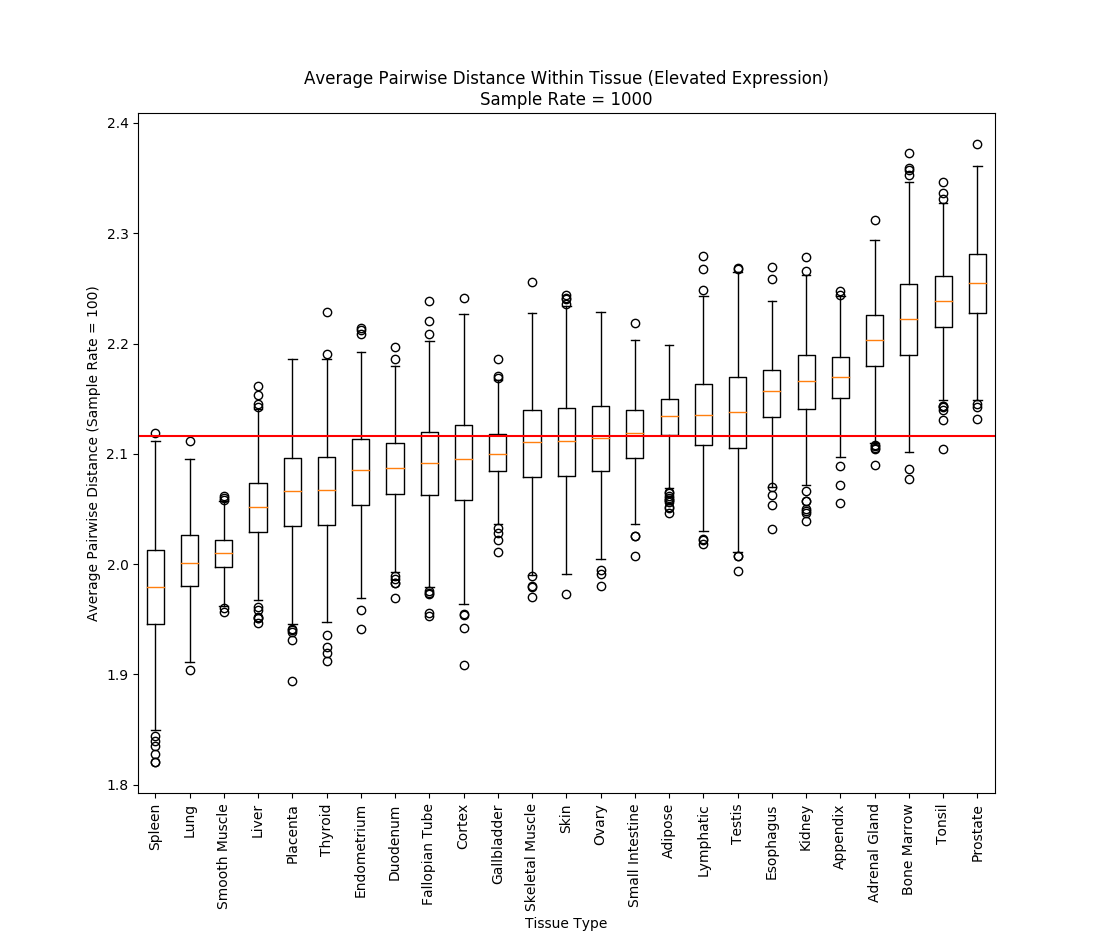 Average Pairwise Distance Within Tissue (Elevated Expression)
Sample Rate = 1000
Average Pairwise Distance (Sample Rate = 100)
2.4
2.3
2.2
2.1
2.0
1.9
1.8
Spleen
Lung
Smooth Muscle
Liver
Placenta
Thyroid
Endometrium
Duodenum
Fallopian Tube
Cortex
Gallbladder
Skeletal Muscle
Skin
Ovary
Small Intestine
Adipose
Lymphatic
Testis
Esophagus
Kidney
Appendix
Adrenal Gland
Bone Marrow
Tonsil
Prostate
Tissue Type